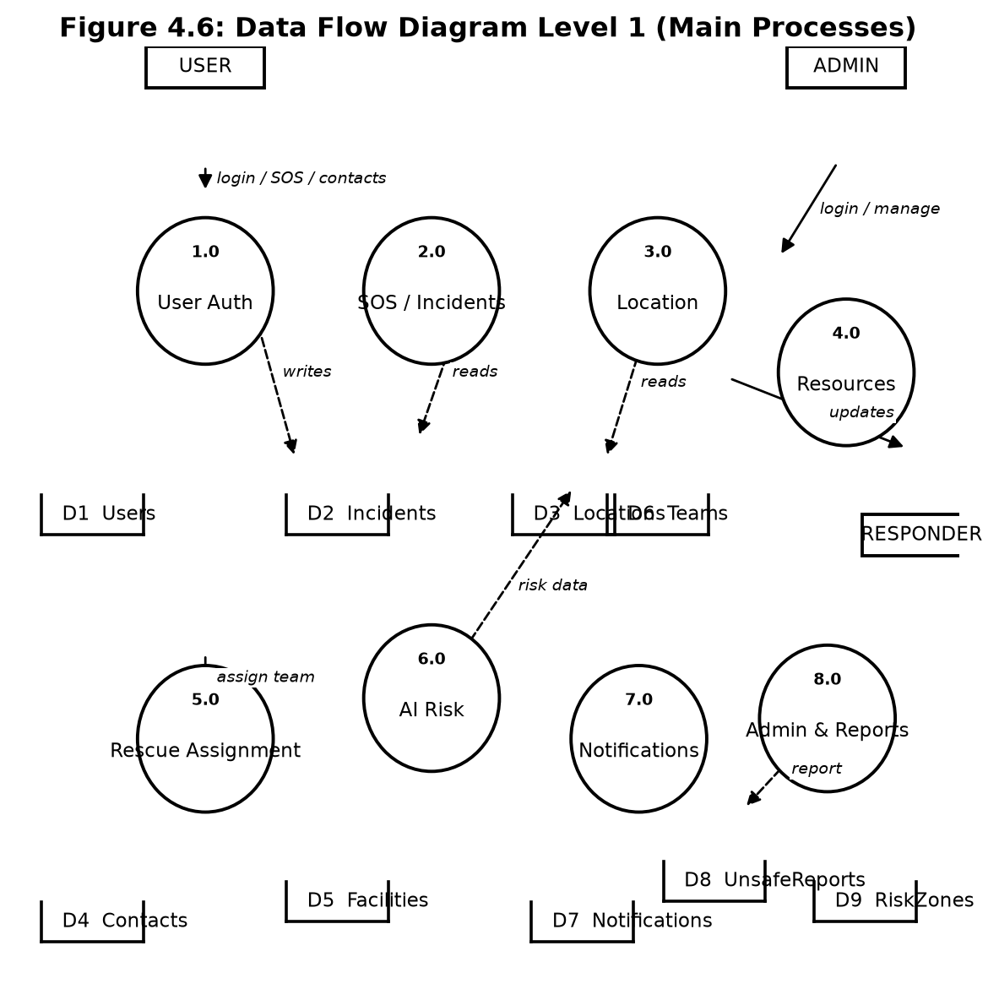 Figure 4.6: Data Flow Diagram Level 1 (Main Processes)
USER
ADMIN
login / SOS / contacts
login / manage
1.0
User Auth
2.0
SOS / Incidents
3.0
Location
4.0
Resources
updates
writes
reads
reads
D1 Users
D2 Incidents
D3 Locations
D6 Teams
RESPONDER
risk data
assign team
5.0
Rescue Assignment
6.0
AI Risk
7.0
Notifications
8.0
Admin & Reports
report
D8 UnsafeReports
D5 Facilities
D9 RiskZones
D4 Contacts
D7 Notifications